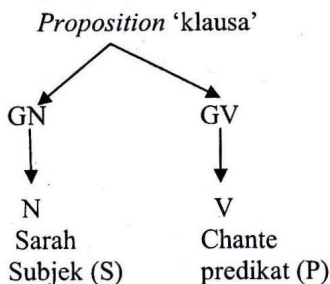 Proposition ‘klausa’
GN GV
N V
Sarah Chante
Subjek (S) predikat (P)